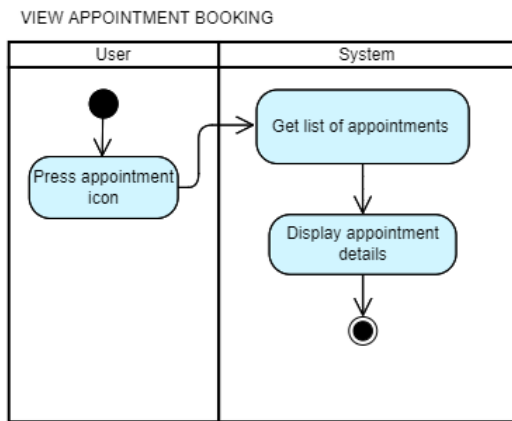 VIEW APPOINTMENT BOOKING
User
System
Press appointment
icon
Get list of appointments
Display appointment
details